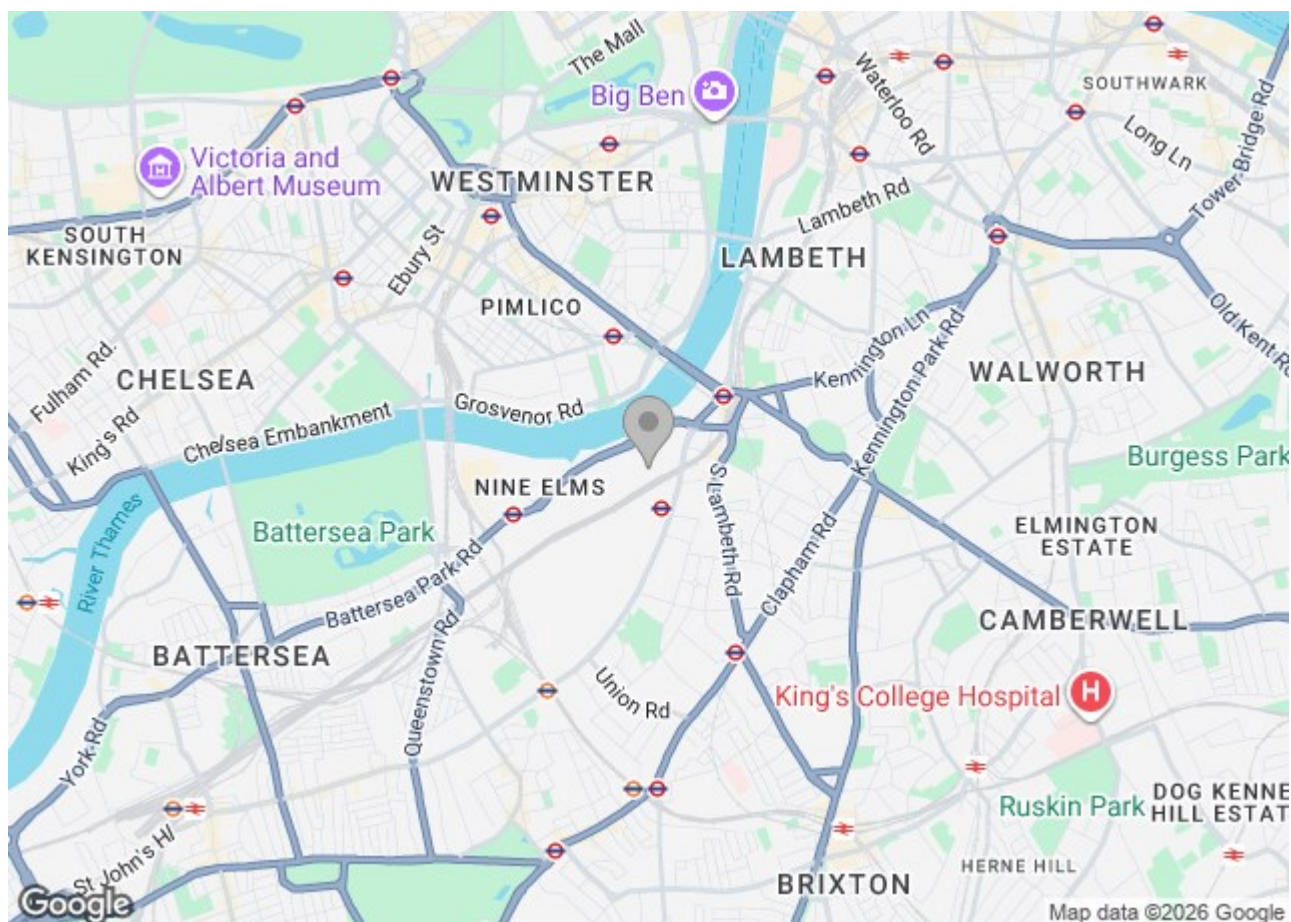 The Mall
Big Ben
Waterloo Rd
SOUTHWARK
Long Ln
Tower Bridge Rd
Victoria and
Albert Museum
WESTMINSTER
Lambeth Rd
SOUTH
KENSINGTON
Ebury St
LAMBETH
PIMLICO
Old Kent Rd
Kennington Ln
Kennington Park Rd
WALWORTH
Fulham Rd.
CHELSEA
King's Rd
Chelsea Embankment
Grosvenor Rd
Burgess Park
NINE ELMS
S Lambeth Rd
Clapham Rd
ELMINGTON
ESTATE
River Thames
Battersea Park
Battersea Park Rd
CAMBERWELL
BATTERSEA
Queenstown Rd
Union Rd
King's College Hospital
H
York Rd
Ruskin Park
DOG KENNE
HILL ESTAT
St John's Hl
HERNE HILL
BRIXTON
Google
Map data ©2026 Google